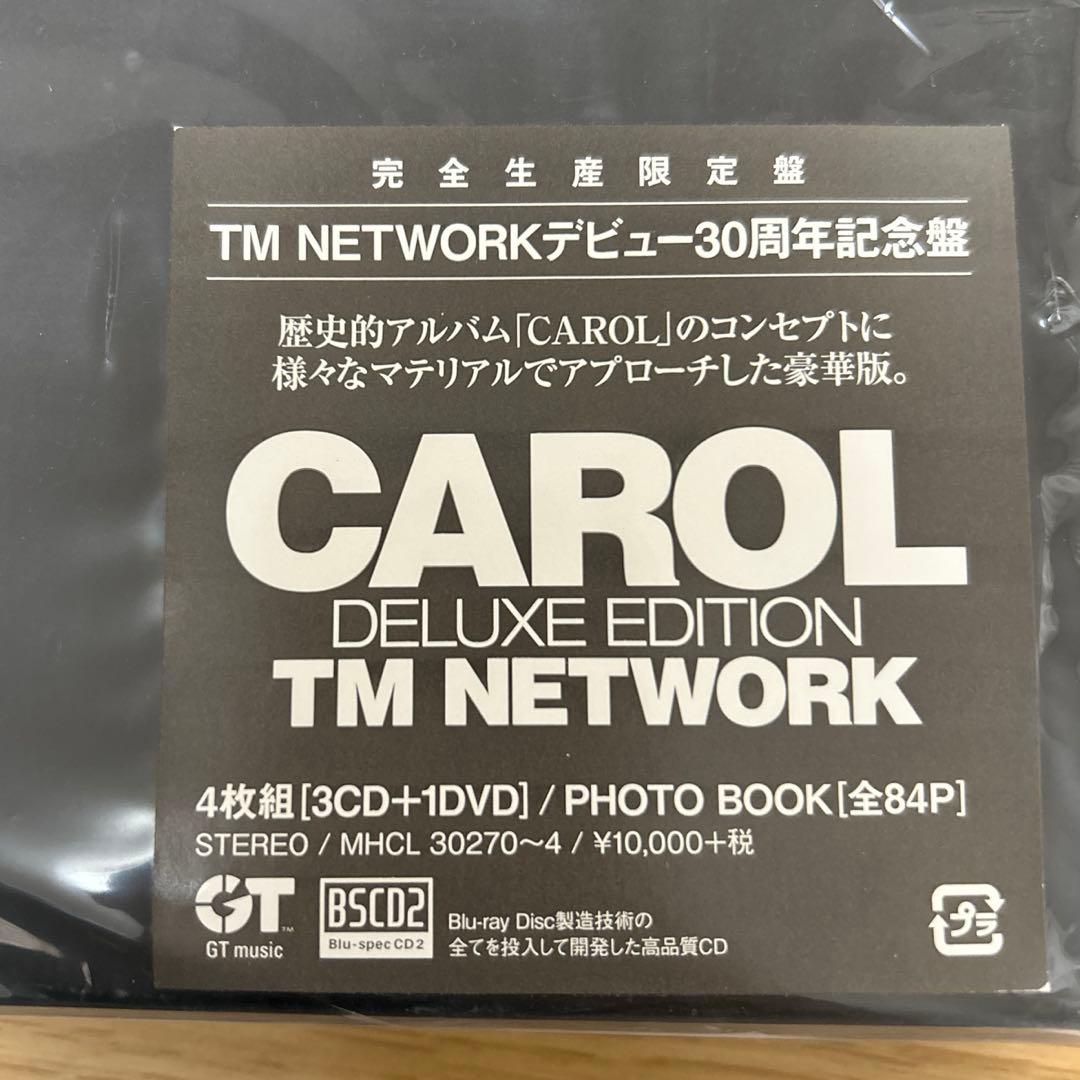 完全生産限定盤
TM NETWORKデビュー30周年記念盤
歴史的アルバム「CAROL」のコンセプトに
様々なマテリアルでアプローチした豪華版。
CAROL
DELUXE EDITION
TM NETWORK
4枚組[3CD+1DVD] / PHOTO BOOK[全84P]
STEREO / MHCL 30270〜4 / ¥10,000+税
GT™
GT music
BSCD2
Blu-spec CD2
Blu-ray Disc製造技術の
全てを投入して開発した高品質CD
プラ